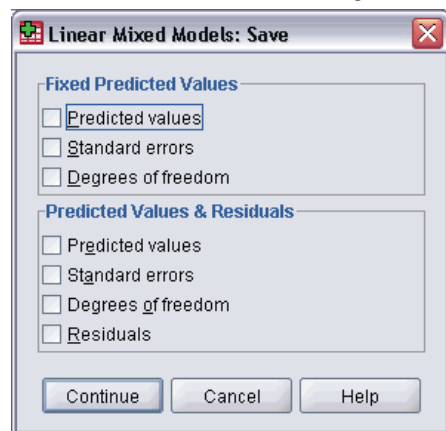 Linear Mixed Models: Save
Fixed Predicted Values
Predicted values
Standard errors
Degrees of freedom
Predicted Values & Residuals
Predicted values
Standard errors
Degrees of freedom
Residuals
Continue Cancel Help